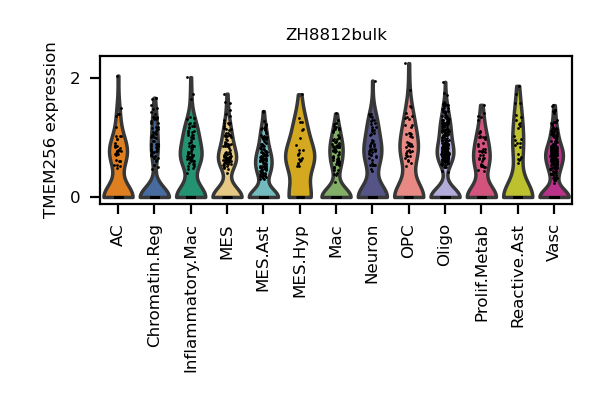 ZH8812bulk
TMEM256 expression
2
0
AC
Chromatin.Reg
Inflammatory.Mac
MES
MES.Ast
MES.Hyp
Mac
Neuron
OPC
Oligo
Prolif.Metab
Reactive.Ast
Vasc